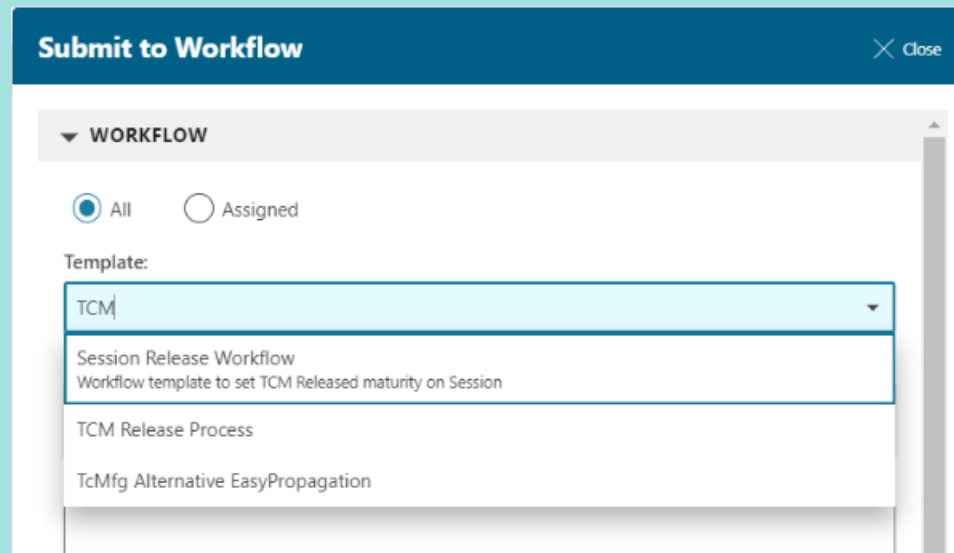 Submit to Workflow
Close
WORKFLOW
All
Assigned
Template:
TCM
Session Release Workflow
Workflow template to set TCM Released maturity on Session
TCM Release Process
TcMfg Alternative EasyPropagation